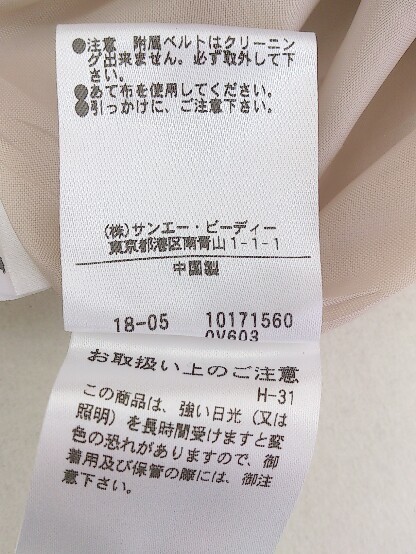 ●注意 附属ベルトはクリーニン
グ出来ません。必ず取外して下
さい。
●あて布を使用してください。
●引っかけに、ご注意下さい。
(株)サンエー・ビーディー
東京都港区南青山1-1-1
中国製
18-05 10171560
0V603
お取扱い上のご注意
H-31
この商品は、強い日光(又は
照明)を長時間受けますと変
色の恐れがありますので、御
着用及び保管の際には、御注
意下さい。